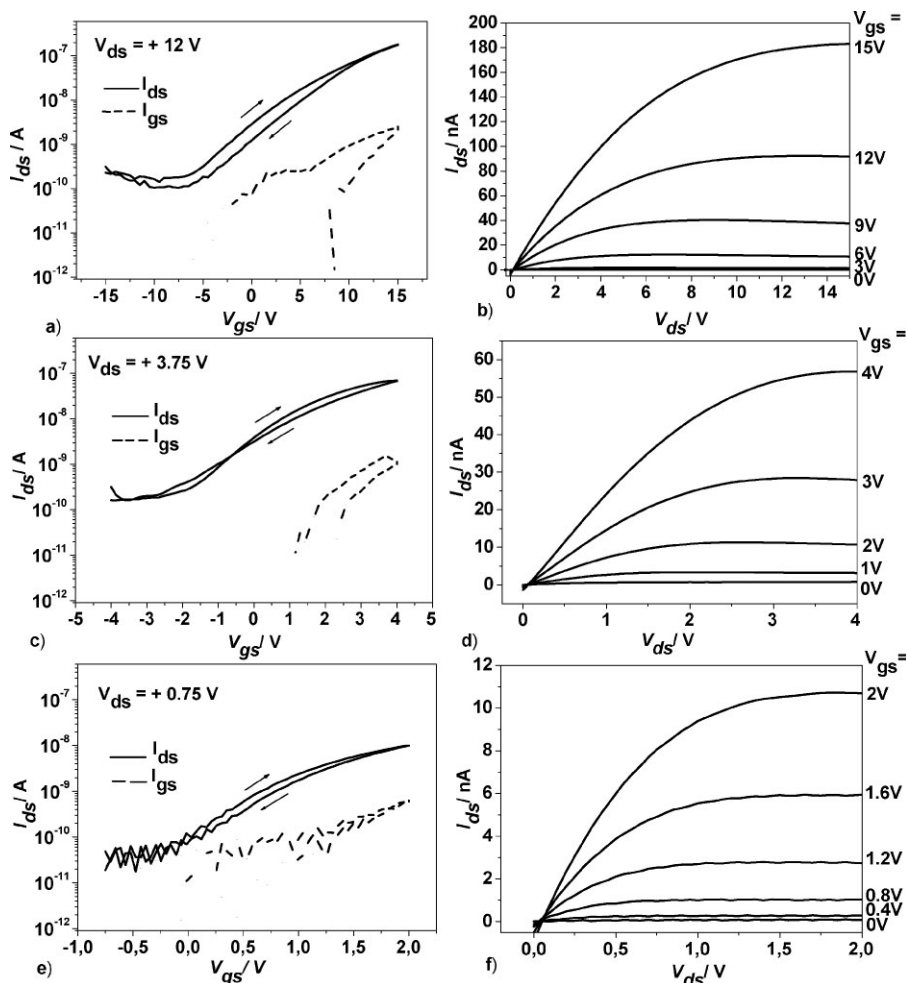 V_ds = + 12 V
I_ds
I_gs
10^-7
10^-8
10^-9
10^-10
10^-11
10^-12
I_ds/ A
-15 -10 -5 0 5 10 15
V_gs/ V
a)
V_gs =
200
180
160
140
120
100
80
60
40
20
0
I_ds/ nA
15V
12V
9V
6V
3V
0V
0 2 4 6 8 10 12 14
V_ds/ V
b)
V_ds = + 3.75 V
I_ds
I_gs
10^-7
10^-8
10^-9
10^-10
10^-11
10^-12
I_ds/ A
-5 -4 -3 -2 -1 0 1 2 3 4 5
V_gs/ V
c)
V_gs =
60
50
40
30
20
10
0
I_ds/ nA
4V
3V
2V
1V
0V
0 1 2 3 4
V_ds/ V
d)
V_ds = + 0.75 V
I_ds
I_gs
10^-7
10^-8
10^-9
10^-10
10^-11
10^-12
I_ds/ A
-1,0 -0,5 0,0 0,5 1,0 1,5 2,0
V_gs/ V
e)
V_gs=
12
10
8
6
4
2
0
I_ds/ nA
2V
1.6V
1.2V
0.8V
0.4V
0V
0,0 0,5 1,0 1,5 2,0
V_ds/ V
f)